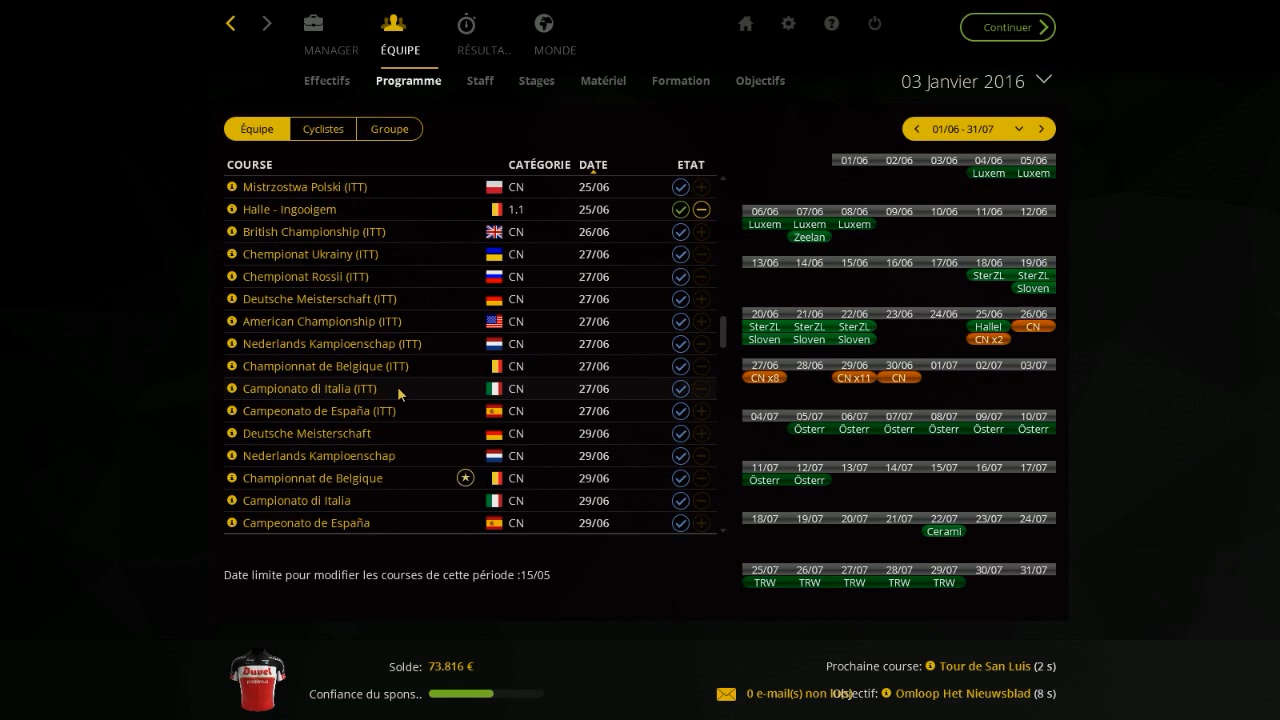 MANAGER ÉQUIPE RÉSULTA.. MONDE Continuer
Effectifs Programme Staff Stages Matériel Formation Objectifs 03 Janvier 2016
Équipe Cyclistes Groupe 01/06 - 31/07
COURSE CATÉGORIE DATE ETAT
Mistrzostwa Polski (ITT) CN 25/06
Halle - Ingooigem 1.1 25/06
British Championship (ITT) CN 26/06
Chempionat Ukrainy (ITT) CN 27/06
Chempionat Rossii (ITT) CN 27/06
Deutsche Meisterschaft (ITT) CN 27/06
American Championship (ITT) CN 27/06
Nederlands Kampioenschap (ITT) CN 27/06
Championnat de Belgique (ITT) CN 27/06
Campionato di Italia (ITT) CN 27/06
Campeonato de España (ITT) CN 27/06
Deutsche Meisterschaft CN 29/06
Nederlands Kampioenschap CN 29/06
Championnat de Belgique CN 29/06
Campionato di Italia CN 29/06
Campeonato de España CN 29/06
Date limite pour modifier les courses de cette période :15/05
01/06 02/06 03/06 04/06 05/06
Luxem Luxem
06/06 07/06 08/06 09/06 10/06 11/06 12/06
Luxem Luxem Luxem
Zeelan
13/06 14/06 15/06 16/06 17/06 18/06 19/06
SterZL SterZL
Sloven
20/06 21/06 22/06 23/06 24/06 25/06 26/06
SterZL SterZL SterZL HalleI CN
Sloven Sloven Sloven CN x2
27/06 28/06 29/06 30/06 01/07 02/07 03/07
CN x8 CN x11 CN
04/07 05/07 06/07 07/07 08/07 09/07 10/07
Österr Österr Österr Österr Österr Österr
11/07 12/07 13/07 14/07 15/07 16/07 17/07
Österr Österr
18/07 19/07 20/07 21/07 22/07 23/07 24/07
Cerami
25/07 26/07 27/07 28/07 29/07 30/07 31/07
TRW TRW TRW TRW TRW
Duvel
Solde: 73.816 €
Confiance du spons..
Prochaine course: Tour de San Luis (2 s)
0 e-mail(s) non Objectif: Omloop Het Nieuwsblad (8 s)